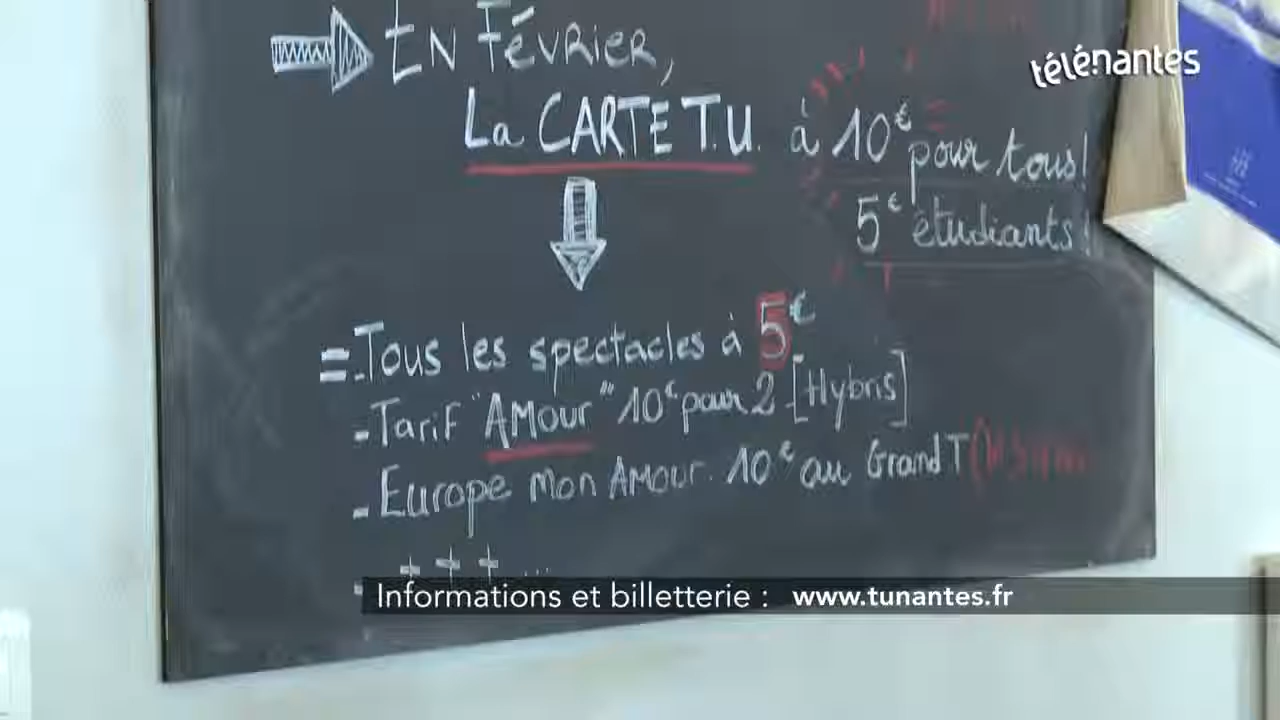 En Février,
télénantes
La CARTE T.U. à 10€ pour tous!
5€ étudiants!
= Tous les spectacles à 5€
- Tarif "AMour" 10€ pour 2 [Hybris]
- Europe Mon AMour. 10€ au Grand T
- + + + ...
Informations et billetterie : www.tunantes.fr